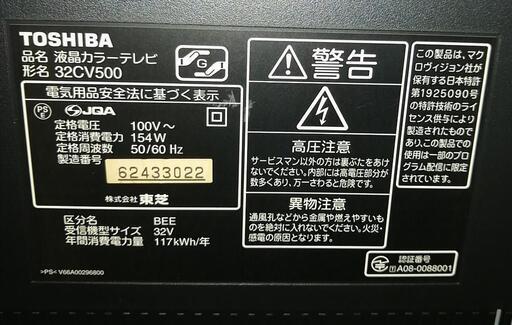 TOSHIBA
品名 液晶カラーテレビ
形名 32CV500
G
電気用品安全法に基づく表示
PS
E
JQA
定格電圧 100V～
定格消費電力 154W
定格周波数 50/60 Hz
製造番号
62433022
株式会社 東芝
区分名 BEE
受信機型サイズ 32V
年間消費電力量 117kWh/年
>PS< V66A00296800
警告
高圧注意
サービスマン以外の方は裏ぶたをあけ
ないでください。内部には高電圧部分が
数多くあり、万一さわると危険です。
異物注意
通風孔などから金属や燃えやすいもの
を絶対に入れないでください。火災・
感電の原因となります。
この製品は、マク
ロヴィジョン社が
保有する日本特許
第1925090号
の特許技術のライ
センス供与により
製造されたもので
あり、この製品での
使用は一部のプロ
グラム配信に限定
されています。
認証番号
A08-0088001